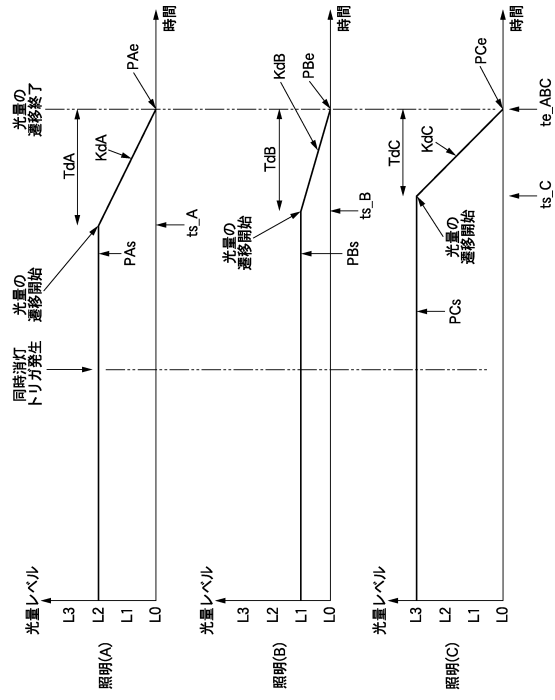 同時消灯
トリガ発生
光量の
遷移開始
光量の
遷移終了
照明(A)
光量レベル
L3
L2
L1
L0
PAs
TdA
KdA
PAe
ts_A
時間
照明(B)
光量レベル
L3
L2
L1
L0
光量の
遷移開始
PBs
TdB
KdB
PBe
ts_B
時間
照明(C)
光量レベル
L3
L2
L1
L0
PCs
光量の
遷移開始
TdC
KdC
PCe
ts_C
te_ABC
時間